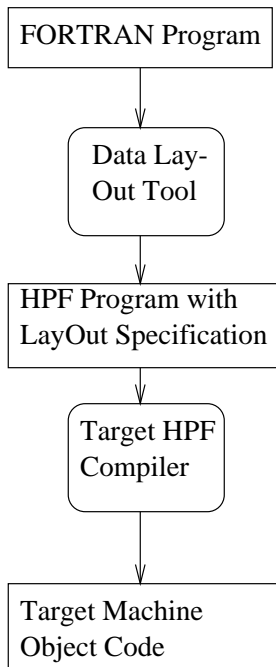 FORTRAN Program
Data Lay-
Out Tool
HPF Program with
LayOut Specification
Target HPF
Compiler
Target Machine
Object Code